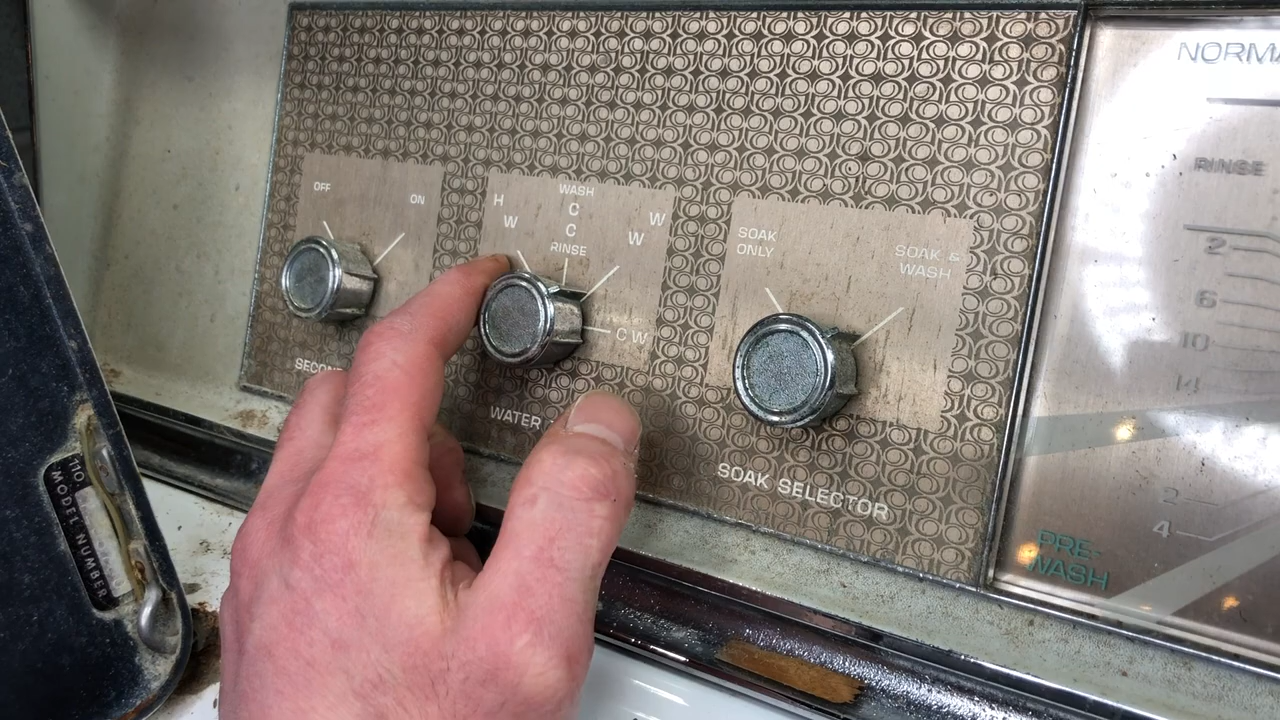 OFF
ON
H
W
WASH
C
C
RINSE
W
W
C W
WATER
SOAK
ONLY
SOAK &
WASH
SOAK SELECTOR
RINSE
2
6
10
14
2
4
PRE-
WASH
110.
MODEL NUMBER